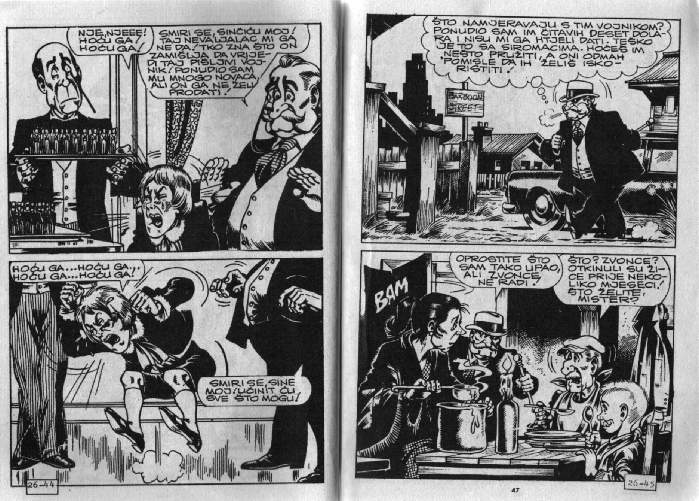 NJE, NJEEE!
HOĆU GA!
HOĆU GA!
SMIRI SE, SINČIĆU MOJ!
TAJ NEVALJALAC MI GA
NE DA! TKO ZNA ŠTO ON
ZAMIŠLJA DA VRIJE-
DI TAJ PIŠLJIVI VOJ-
NIK! PONUDIO SAM
MU MNOGO NOVACA,
ALI ON GA NE ŽELI
PRODATI!
HOĆU GA...HOĆU GA!
HOĆU GA...HOĆU GA!
SMIRI SE, SINE
MOJ! UČINIT ĆU
SVE ŠTO MOGU!
26-44
ŠTO NAMJERAVAJU S TIM VOJNIKOM?
PONUDIO SAM IM ČITAVIH DESET DOLA-
RA I NISU MI GA HTJELI DATI. TEŠKO
JE TO SA SIROMASIMA. HOĆEŠ IM
NEŠTO PRUŽITI, A ONI ODMAH
POMISLE DA IH ŽELIŠ ISKO-
RISTITI!
STREET
OPROSTITE ŠTO
SAM TAKO UPAO,
ALI ZVONCE
NE RADI!
ŠTO? ZVONCE?
OTKINULI SU ŽI-
CE PRIJE NEKO-
LIKO MJESECI!
ŠTO ŽELITE,
MISTER?
BAM
47
26-45